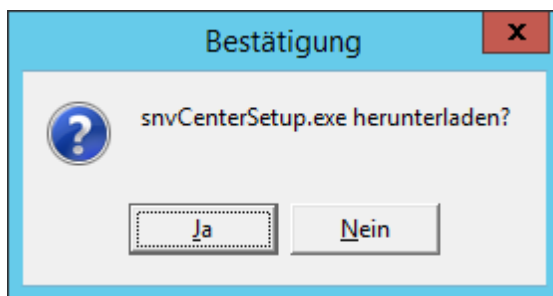 Bestätigung
x
snvCenterSetup.exe herunterladen?
Ja
Nein